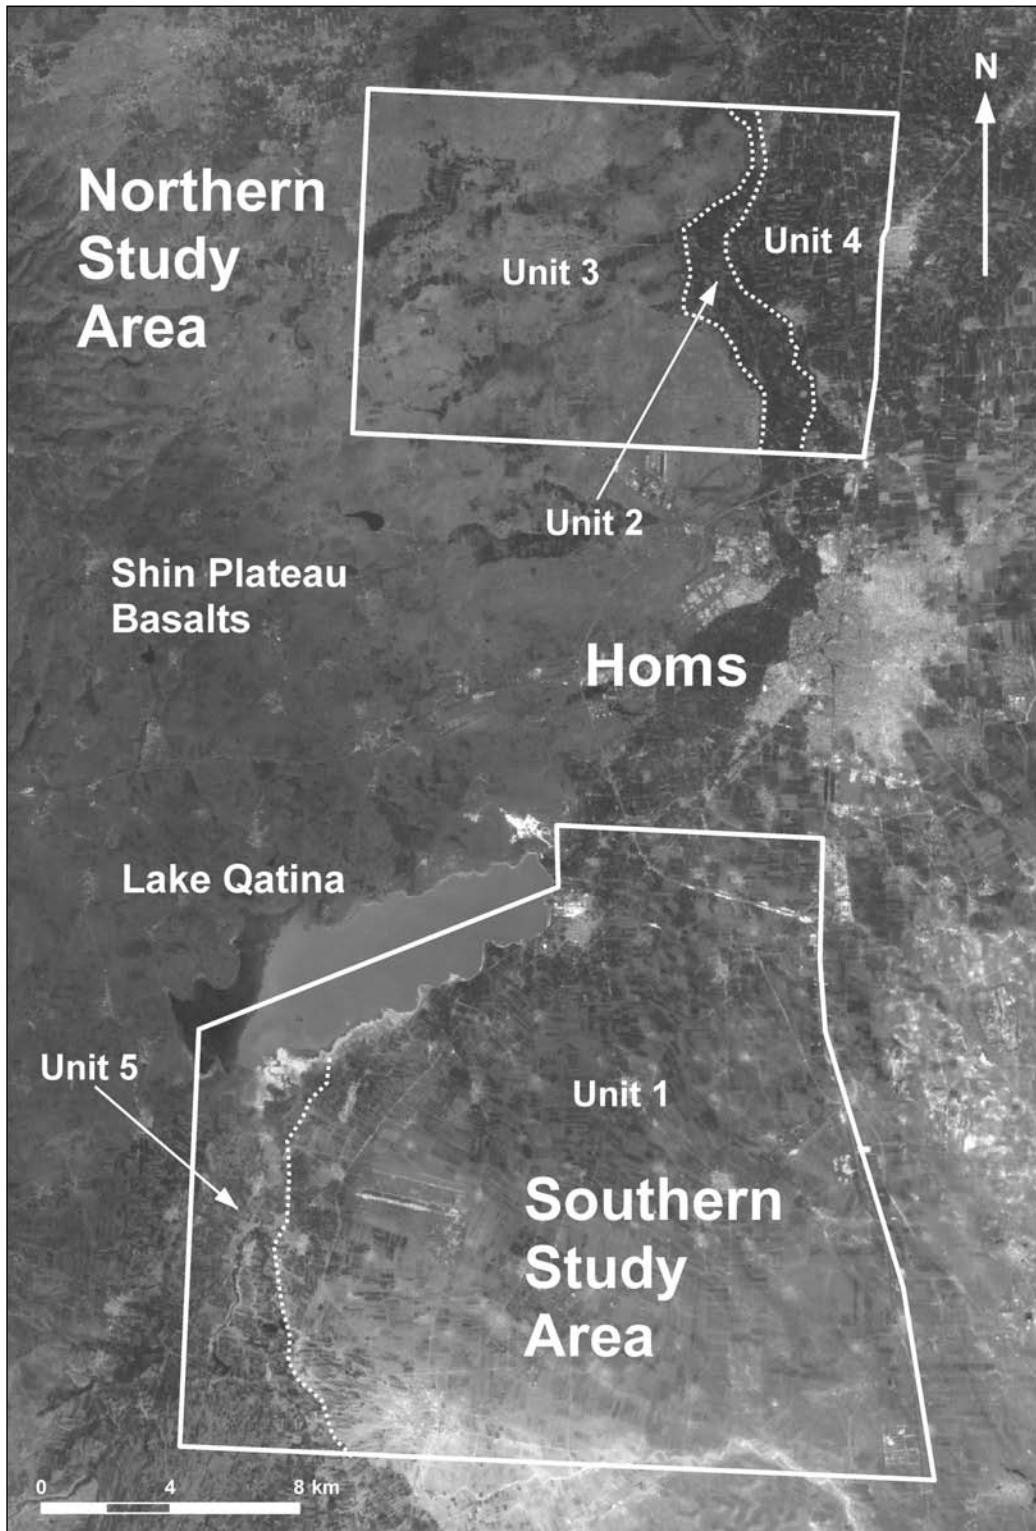 N
Northern
Study
Area
Unit 3
Unit 4
Unit 2
Shin Plateau
Basalts
Homs
Lake Qatina
Unit 5
Unit 1
Southern
Study
Area
0 4 8 km